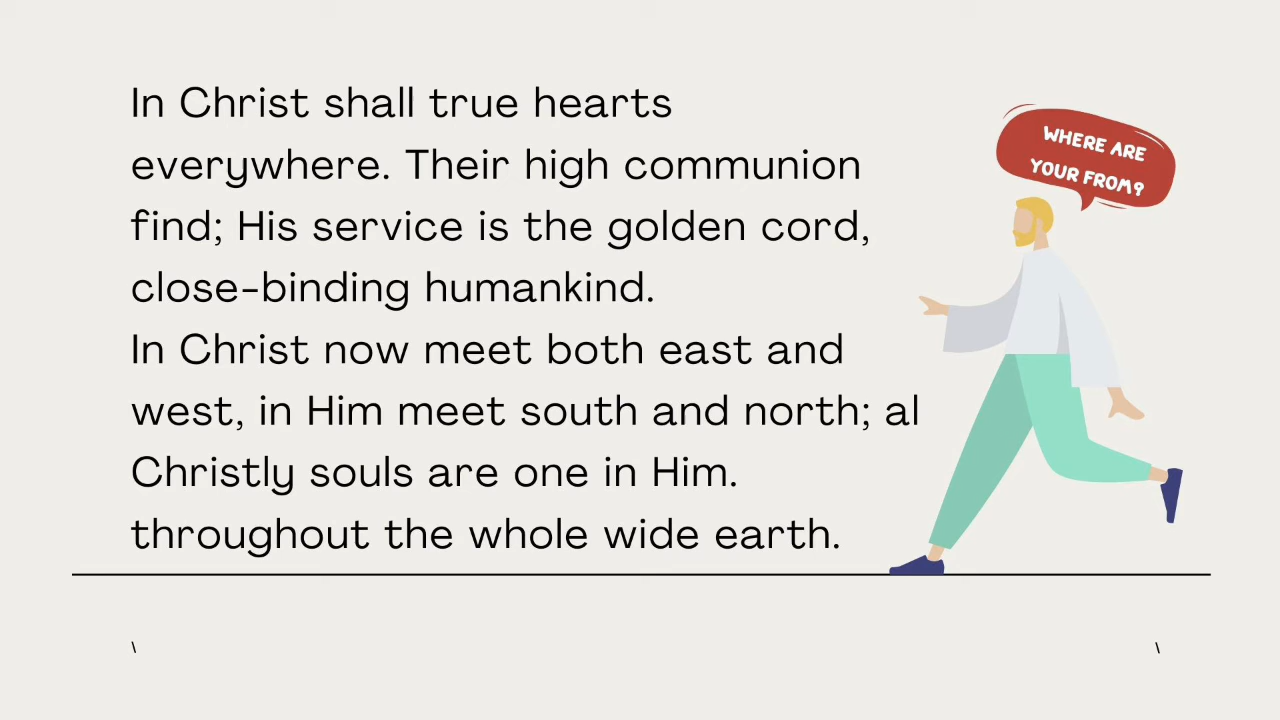 In Christ shall true hearts
everywhere. Their high communion
find; His service is the golden cord,
close-binding humankind.
In Christ now meet both east and
west, in Him meet south and north; al
Christly souls are one in Him.
throughout the whole wide earth.
WHERE ARE
YOUR FROM?
\
\